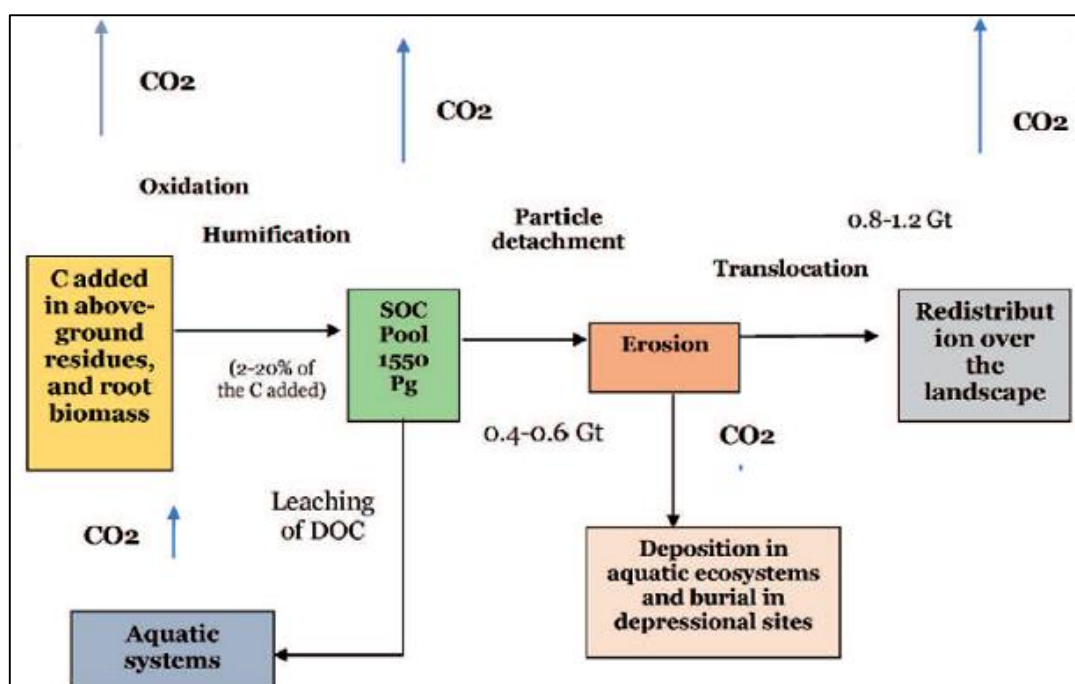 CO2
CO2
CO2
Oxidation
Humification
Particle
detachment
0.8-1.2 Gt
Translocation
C added
in above-
ground
residues,
and root
biomass
(2-20% of
the C added)
SOC
Pool
1550
Pg
Erosion
Redistribut
ion over
the
landscape
0.4-0.6 Gt
CO2
Leaching
of DOC
CO2
Deposition in
aquatic ecosystems
and burial in
depressional sites
Aquatic
systems